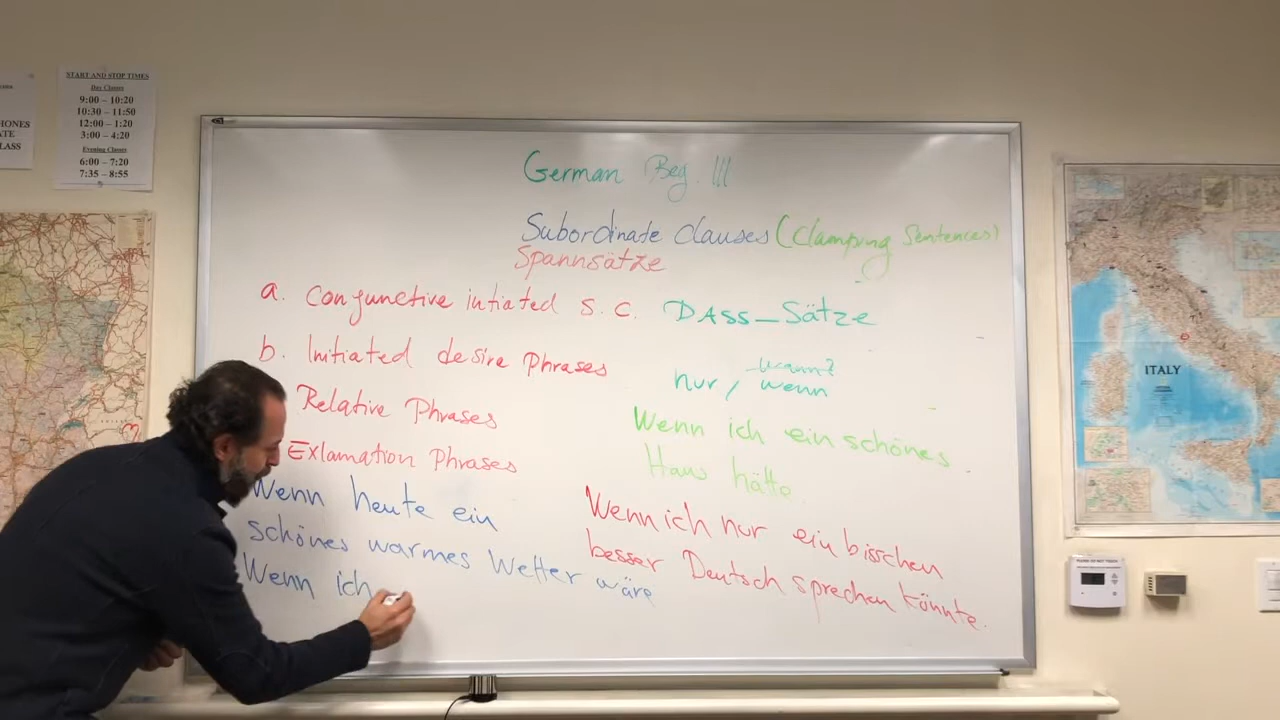 START AND STOP TIMES
Day Classes
9:00 – 10:20
10:30 – 11:50
12:00 – 1:20
3:00 – 4:20
Evening Classes
6:00 – 7:20
7:35 – 8:55
German Beg. III
Subordinate clauses (Clamping Sentences)
Spannsätze
a. Conjunctive intiated S.C. DASS_Sätze
b. Initiated desire Phrases
wann?
nur, wenn
Relative Phrases
Exlamation Phrases
Wenn ich ein schönes
Haus hätte.
Wenn heute ein
schönes warmes Wetter wäre
Wenn ich
Wenn ich nur ein bisschen
besser Deutsch sprechen könnte.
ITALY